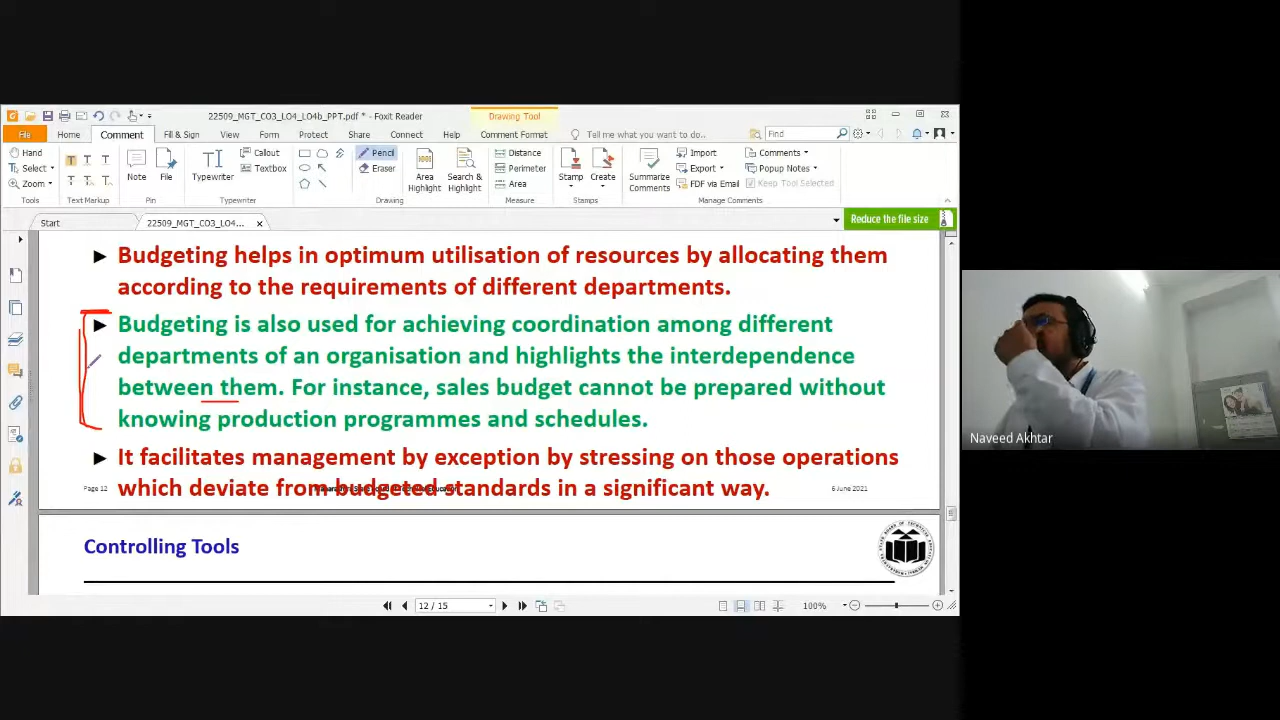 22509_MGT_CO3_LO4_LO4b_PPT.pdf * - Foxit Reader
Drawing Tool
File Home Comment Fill & Sign View Form Protect Share Connect Help Comment Format Tell me what you want to do.. Find
Hand
Select
Zoom
Tools
Text Markup
Note
File
Pin
Typewriter
Callout
Textbox
Typewriter
Pencil
Eraser
Area Highlight
Search & Highlight
Drawing
Distance
Perimeter
Area
Measure
Stamp
Create
Stamps
Summarize Comments
Import
Export
FDF via Email
Comments
Popup Notes
Keep Tool Selected
Manage Comments
Start
22509_MGT_CO3_LO4...
Reduce the file size
► Budgeting helps in optimum utilisation of resources by allocating them
according to the requirements of different departments.
► Budgeting is also used for achieving coordination among different
departments of an organisation and highlights the interdependence
between them. For instance, sales budget cannot be prepared without
knowing production programmes and schedules.
► It facilitates management by exception by stressing on those operations
which deviate from budgeted standards in a significant way.
Page 12
6 June 2021
Controlling Tools
12 / 15
100%
Naveed Akhtar